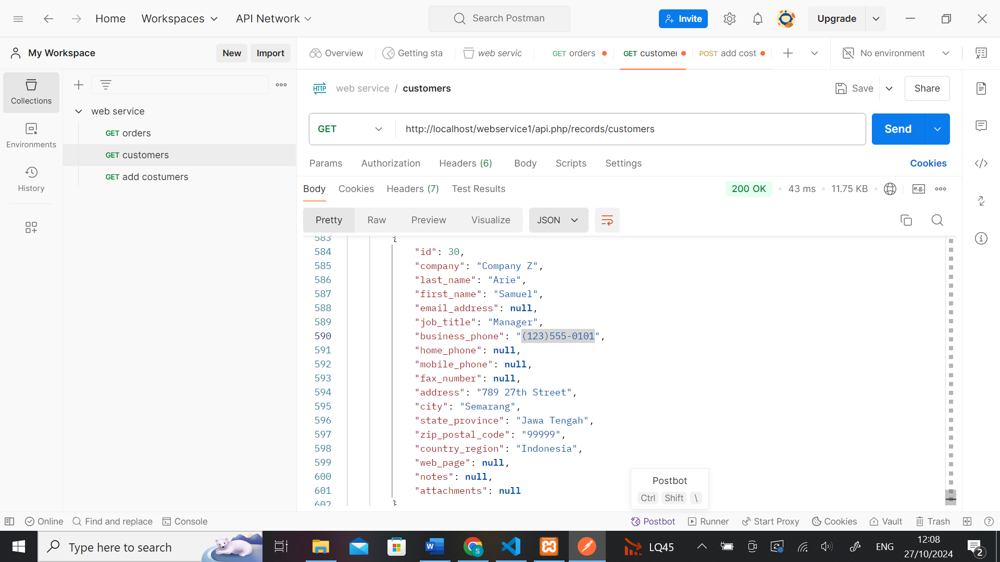 Home
Workspaces
API Network
Search Postman
Invite
Upgrade
My Workspace
New
Import
Overview
Getting sta
web servic
GET orders
GET customer
POST add cost
No environment
Collections
Environments
History
web service
GET orders
GET customers
GET add costumers
HTTP
web service / customers
Save
Share
GET
http://localhost/webservice1/api.php/records/customers
Send
Params
Authorization
Headers (6)
Body
Scripts
Settings
Cookies
Body
Cookies
Headers (7)
Test Results
200 OK
43 ms
11.75 KB
e.g.
Pretty
Raw
Preview
Visualize
JSON
583 {
584 "id": 30,
585 "company": "Company Z",
586 "last_name": "Arie",
587 "first_name": "Samuel",
588 "email_address": null,
589 "job_title": "Manager",
590 "business_phone": "(123)555-0101",
591 "home_phone": null,
592 "mobile_phone": null,
593 "fax_number": null,
594 "address": "789 27th Street",
595 "city": "Semarang",
596 "state_province": "Jawa Tengah",
597 "zip_postal_code": "99999",
598 "country_region": "Indonesia",
599 "web_page": null,
600 "notes": null,
601 "attachments": null
602 }
Postbot
Ctrl Shift \
Online
Find and replace
Console
Postbot
Runner
Start Proxy
Cookies
Vault
Trash
Type here to search
LQ45
ENG
12:08
27/10/2024
2